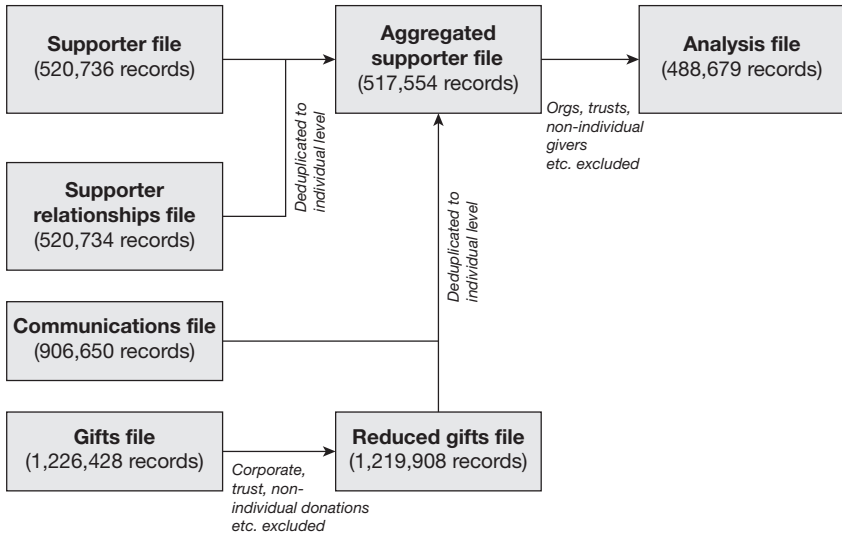 Supporter file
(520,736 records)
Aggregated
supporter file
(517,554 records)
Analysis file
(488,679 records)
Deduplicated to
individual level
Orgs, trusts,
non-individual
givers
etc. excluded
Supporter
relationships file
(520,734 records)
Deduplicated to
individual level
Communications file
(906,650 records)
Gifts file
(1,226,428 records)
Corporate,
trust, non-
individual donations
etc. excluded
Reduced gifts file
(1,219,908 records)